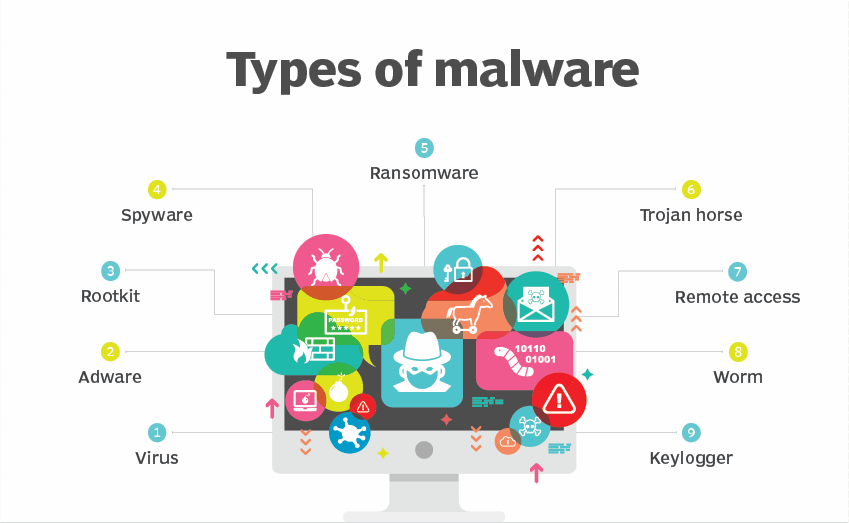 Types of malware
5
Ransomware
4
Spyware
6
Trojan horse
3
Rootkit
7
Remote access
PASSWORD
★★★★★
10110
01001
2
Adware
8
Worm
1
Virus
9
Keylogger